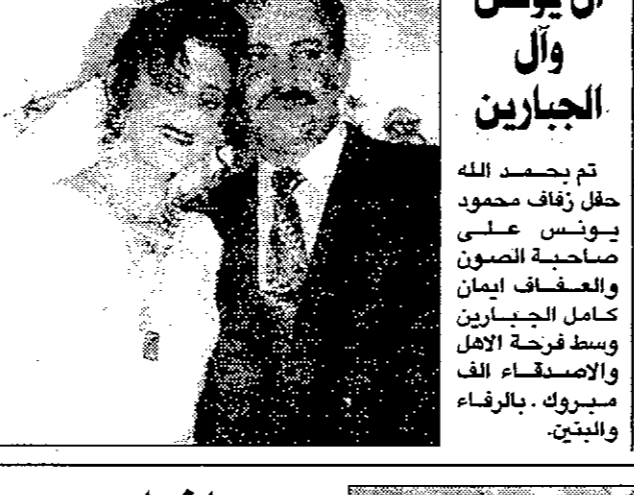 آل يونس
وآل
الجبارين
تم بحمد الله
حفل زفاف محمود
يونس على
صاحبة الصون
والعفاف ايمان
كامل الجبارين
وسط فرحة الاهل
والاصدقاء الف
مبروك . بالرفاء
والبنين.